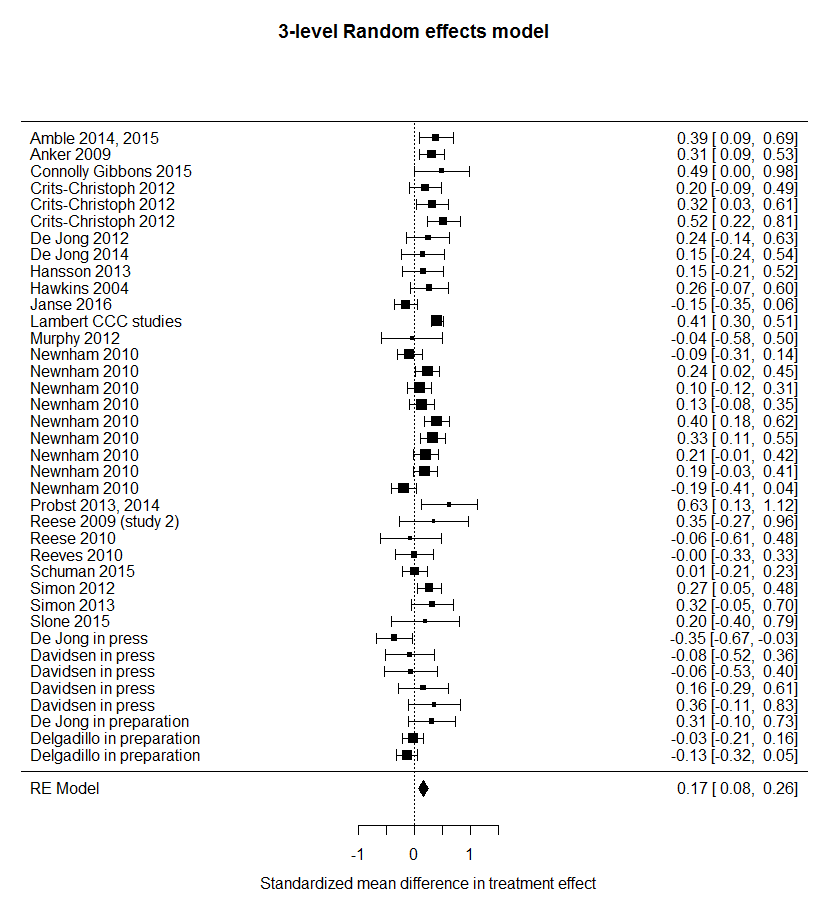 3-level Random effects model
Amble 2014, 2015 0.39 [ 0.09, 0.69]
Anker 2009 0.31 [ 0.09, 0.53]
Connolly Gibbons 2015 0.49 [ 0.00, 0.98]
Crits-Christoph 2012 0.20 [-0.09, 0.49]
Crits-Christoph 2012 0.32 [ 0.03, 0.61]
Crits-Christoph 2012 0.52 [ 0.22, 0.81]
De Jong 2012 0.24 [-0.14, 0.63]
De Jong 2014 0.15 [-0.24, 0.54]
Hansson 2013 0.15 [-0.21, 0.52]
Hawkins 2004 0.26 [-0.07, 0.60]
Janse 2016 -0.15 [-0.35, 0.06]
Lambert CCC studies 0.41 [ 0.30, 0.51]
Murphy 2012 -0.04 [-0.58, 0.50]
Newnham 2010 -0.09 [-0.31, 0.14]
Newnham 2010 0.24 [ 0.02, 0.45]
Newnham 2010 0.10 [-0.12, 0.31]
Newnham 2010 0.13 [-0.08, 0.35]
Newnham 2010 0.40 [ 0.18, 0.62]
Newnham 2010 0.33 [ 0.11, 0.55]
Newnham 2010 0.21 [-0.01, 0.42]
Newnham 2010 0.19 [-0.03, 0.41]
Newnham 2010 -0.19 [-0.41, 0.04]
Probst 2013, 2014 0.63 [ 0.13, 1.12]
Reese 2009 (study 2) 0.35 [-0.27, 0.96]
Reese 2010 -0.06 [-0.61, 0.48]
Reeves 2010 -0.00 [-0.33, 0.33]
Schuman 2015 0.01 [-0.21, 0.23]
Simon 2012 0.27 [ 0.05, 0.48]
Simon 2013 0.32 [-0.05, 0.70]
Slone 2015 0.20 [-0.40, 0.79]
De Jong in press -0.35 [-0.67, -0.03]
Davidsen in press -0.08 [-0.52, 0.36]
Davidsen in press -0.06 [-0.53, 0.40]
Davidsen in press 0.16 [-0.29, 0.61]
Davidsen in press 0.36 [-0.11, 0.83]
De Jong in preparation 0.31 [-0.10, 0.73]
Delgadillo in preparation -0.03 [-0.21, 0.16]
Delgadillo in preparation -0.13 [-0.32, 0.05]
RE Model 0.17 [ 0.08, 0.26]
-1 0 1
Standardized mean difference in treatment effect